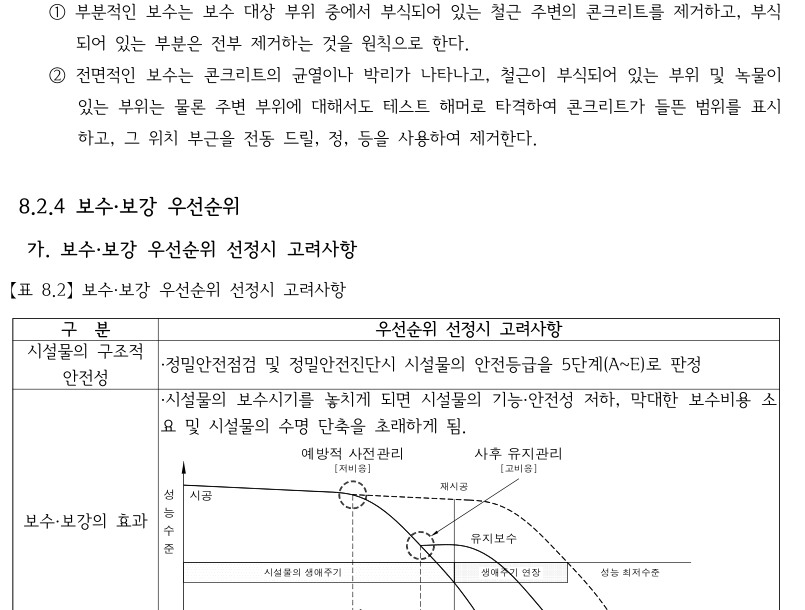 ① 부분적인 보수는 보수 대상 부위 중에서 부식되어 있는 철근 주변의 콘크리트를 제거하고, 부식
되어 있는 부분은 전부 제거하는 것을 원칙으로 한다.
② 전면적인 보수는 콘크리트의 균열이나 박리가 나타나고, 철근이 부식되어 있는 부위 및 녹물이
있는 부위는 물론 주변 부위에 대해서도 테스트 해머로 타격하여 콘크리트가 들뜬 범위를 표시
하고, 그 위치 부근을 전동 드릴, 정, 등을 사용하여 제거한다.
8.2.4 보수·보강 우선순위
가. 보수·보강 우선순위 선정시 고려사항
【표 8.2】 보수·보강 우선순위 선정시 고려사항
구 분
우선순위 선정시 고려사항
시설물의 구조적
안전성
·정밀안전점검 및 정밀안전진단시 시설물의 안전등급을 5단계(A~E)로 판정
보수·보강의 효과
·시설물의 보수시기를 놓치게 되면 시설물의 기능·안전성 저하, 막대한 보수비용 소
요 및 시설물의 수명 단축을 초래하게 됨.
예방적 사전관리
[저비용]
사후 유지관리
[고비용]
성능수준
시공
재시공
유지보수
시설물의 생애주기
생애주기 연장
성능 최저수준